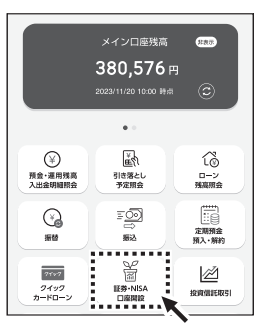 メイン口座残高 非表示
380,576 円
2023/11/20 10:00 時点
預金・運用残高
入出金明細照会
引き落とし
予定照会
ローン
残高照会
振替
振込
定期預金
預入・解約
クイック
クイック
カードローン
証券・NISA
口座開設
投資信託取引